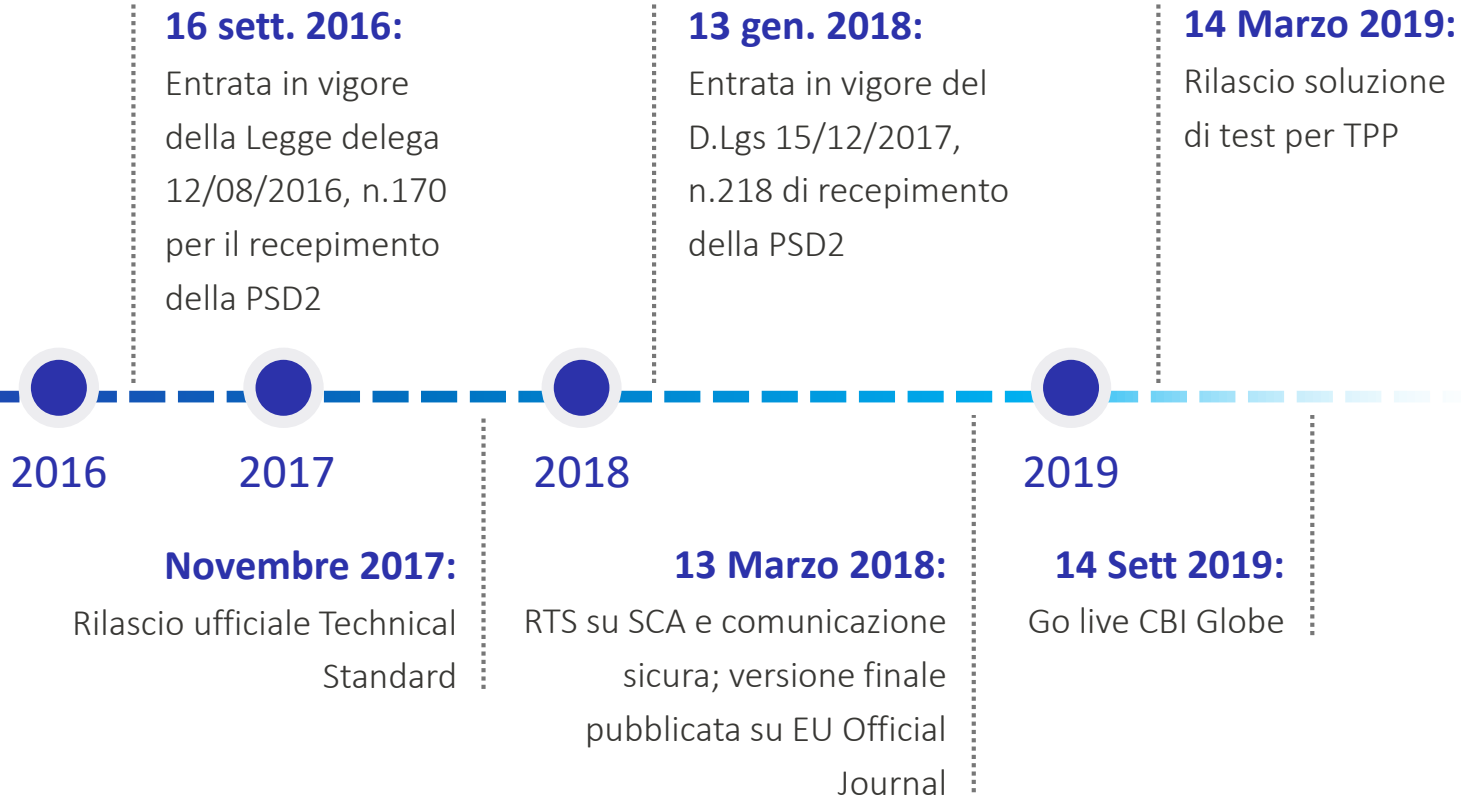 16 sett. 2016:
Entrata in vigore
della Legge delega
12/08/2016, n.170
per il recepimento
della PSD2
13 gen. 2018:
Entrata in vigore del
D.Lgs 15/12/2017,
n.218 di recepimento
della PSD2
14 Marzo 2019:
Rilascio soluzione
di test per TPP
2016
2017
2018
2019
Novembre 2017:
Rilascio ufficiale Technical
Standard
13 Marzo 2018:
RTS su SCA e comunicazione
sicura; versione finale
pubblicata su EU Official
Journal
14 Sett 2019:
Go live CBI Globe